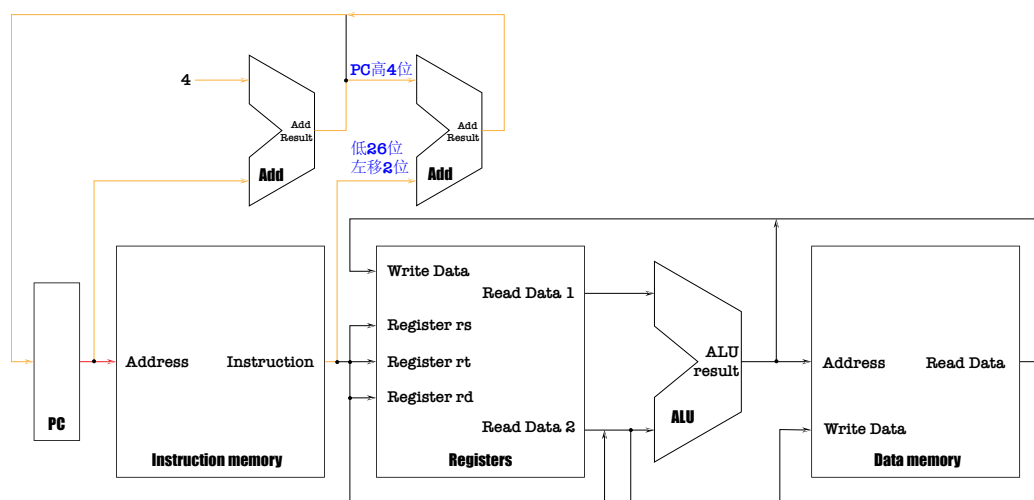 4
PC高4位
Add
Result
Add
Result
低26位
左移2位
Add
Add
Write Data
Read Data 1
Register rs
ALU
result
Address
Instruction
Register rt
Address
Read Data
Register rd
PC
ALU
Read Data 2
Write Data
Instruction memory
Registers
Data memory